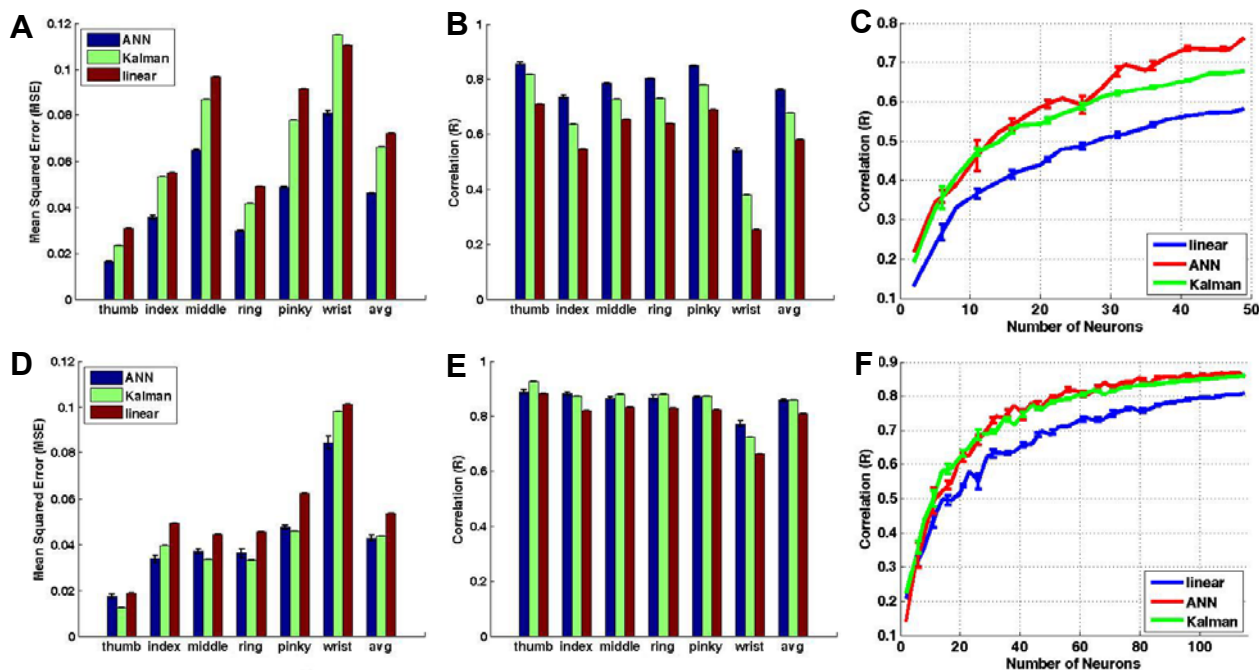 A
Mean Squared Error (MSE)
0.12
0.1
0.08
0.06
0.04
0.02
0
ANN
Kalman
linear
thumb index middle ring pinky wrist avg
B
Correlation (R)
1
0.8
0.6
0.4
0.2
0
thumb index middle ring pinky wrist avg
C
Correlation (R)
0.8
0.7
0.6
0.5
0.4
0.3
0.2
0.1
linear
ANN
Kalman
0 10 20 30 40 50
Number of Neurons
D
Mean Squared Error (MSE)
0.12
0.1
0.08
0.06
0.04
0.02
0
ANN
Kalman
linear
thumb index middle ring pinky wrist avg
E
Correlation (R)
1
0.8
0.6
0.4
0.2
0
thumb index middle ring pinky wrist avg
F
Correlation (R)
0.9
0.8
0.7
0.6
0.5
0.4
0.3
0.2
0.1
linear
ANN
Kalman
0 20 40 60 80 100
Number of Neurons